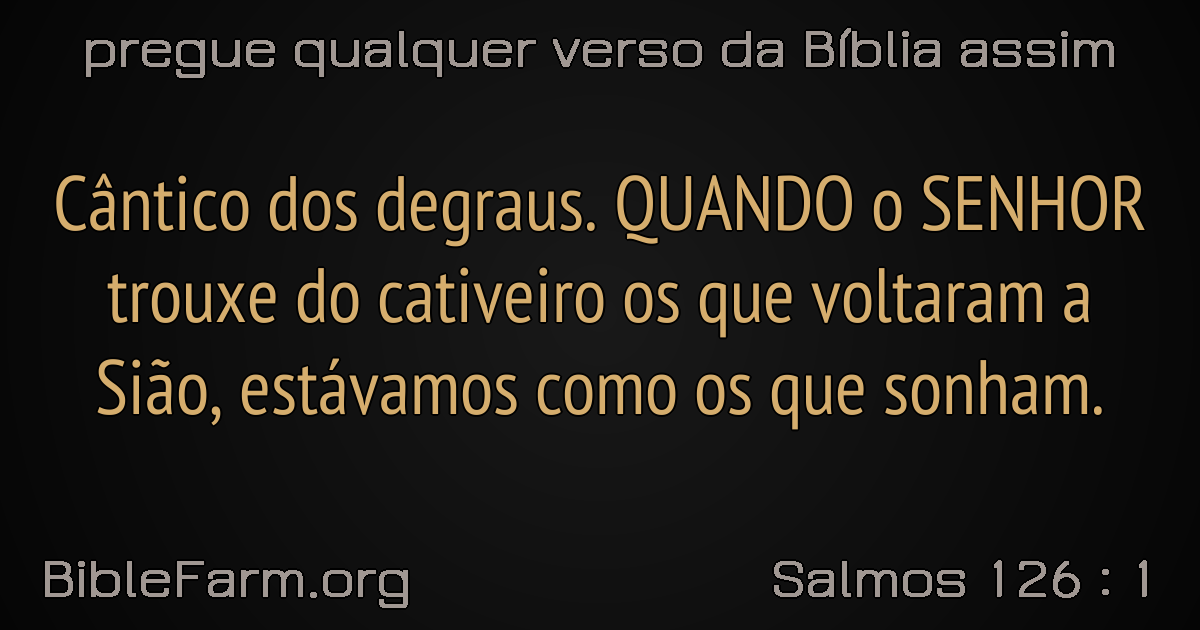 pregue qualquer verso da Bíblia assim
Cântico dos degraus. QUANDO o SENHOR
trouxe do cativeiro os que voltaram a
Sião, estávamos como os que sonham.
BibleFarm.org
Salmos 126 : 1